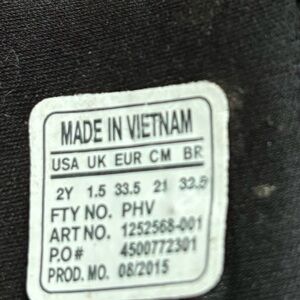 MADE IN VIETNAM
USA UK EUR CM BR
2Y 1.5 33.5 21 32.5
FTY NO. PHV
ART NO. 1252568-001
P.O# 4500772301
PROD. MO. 08/2015